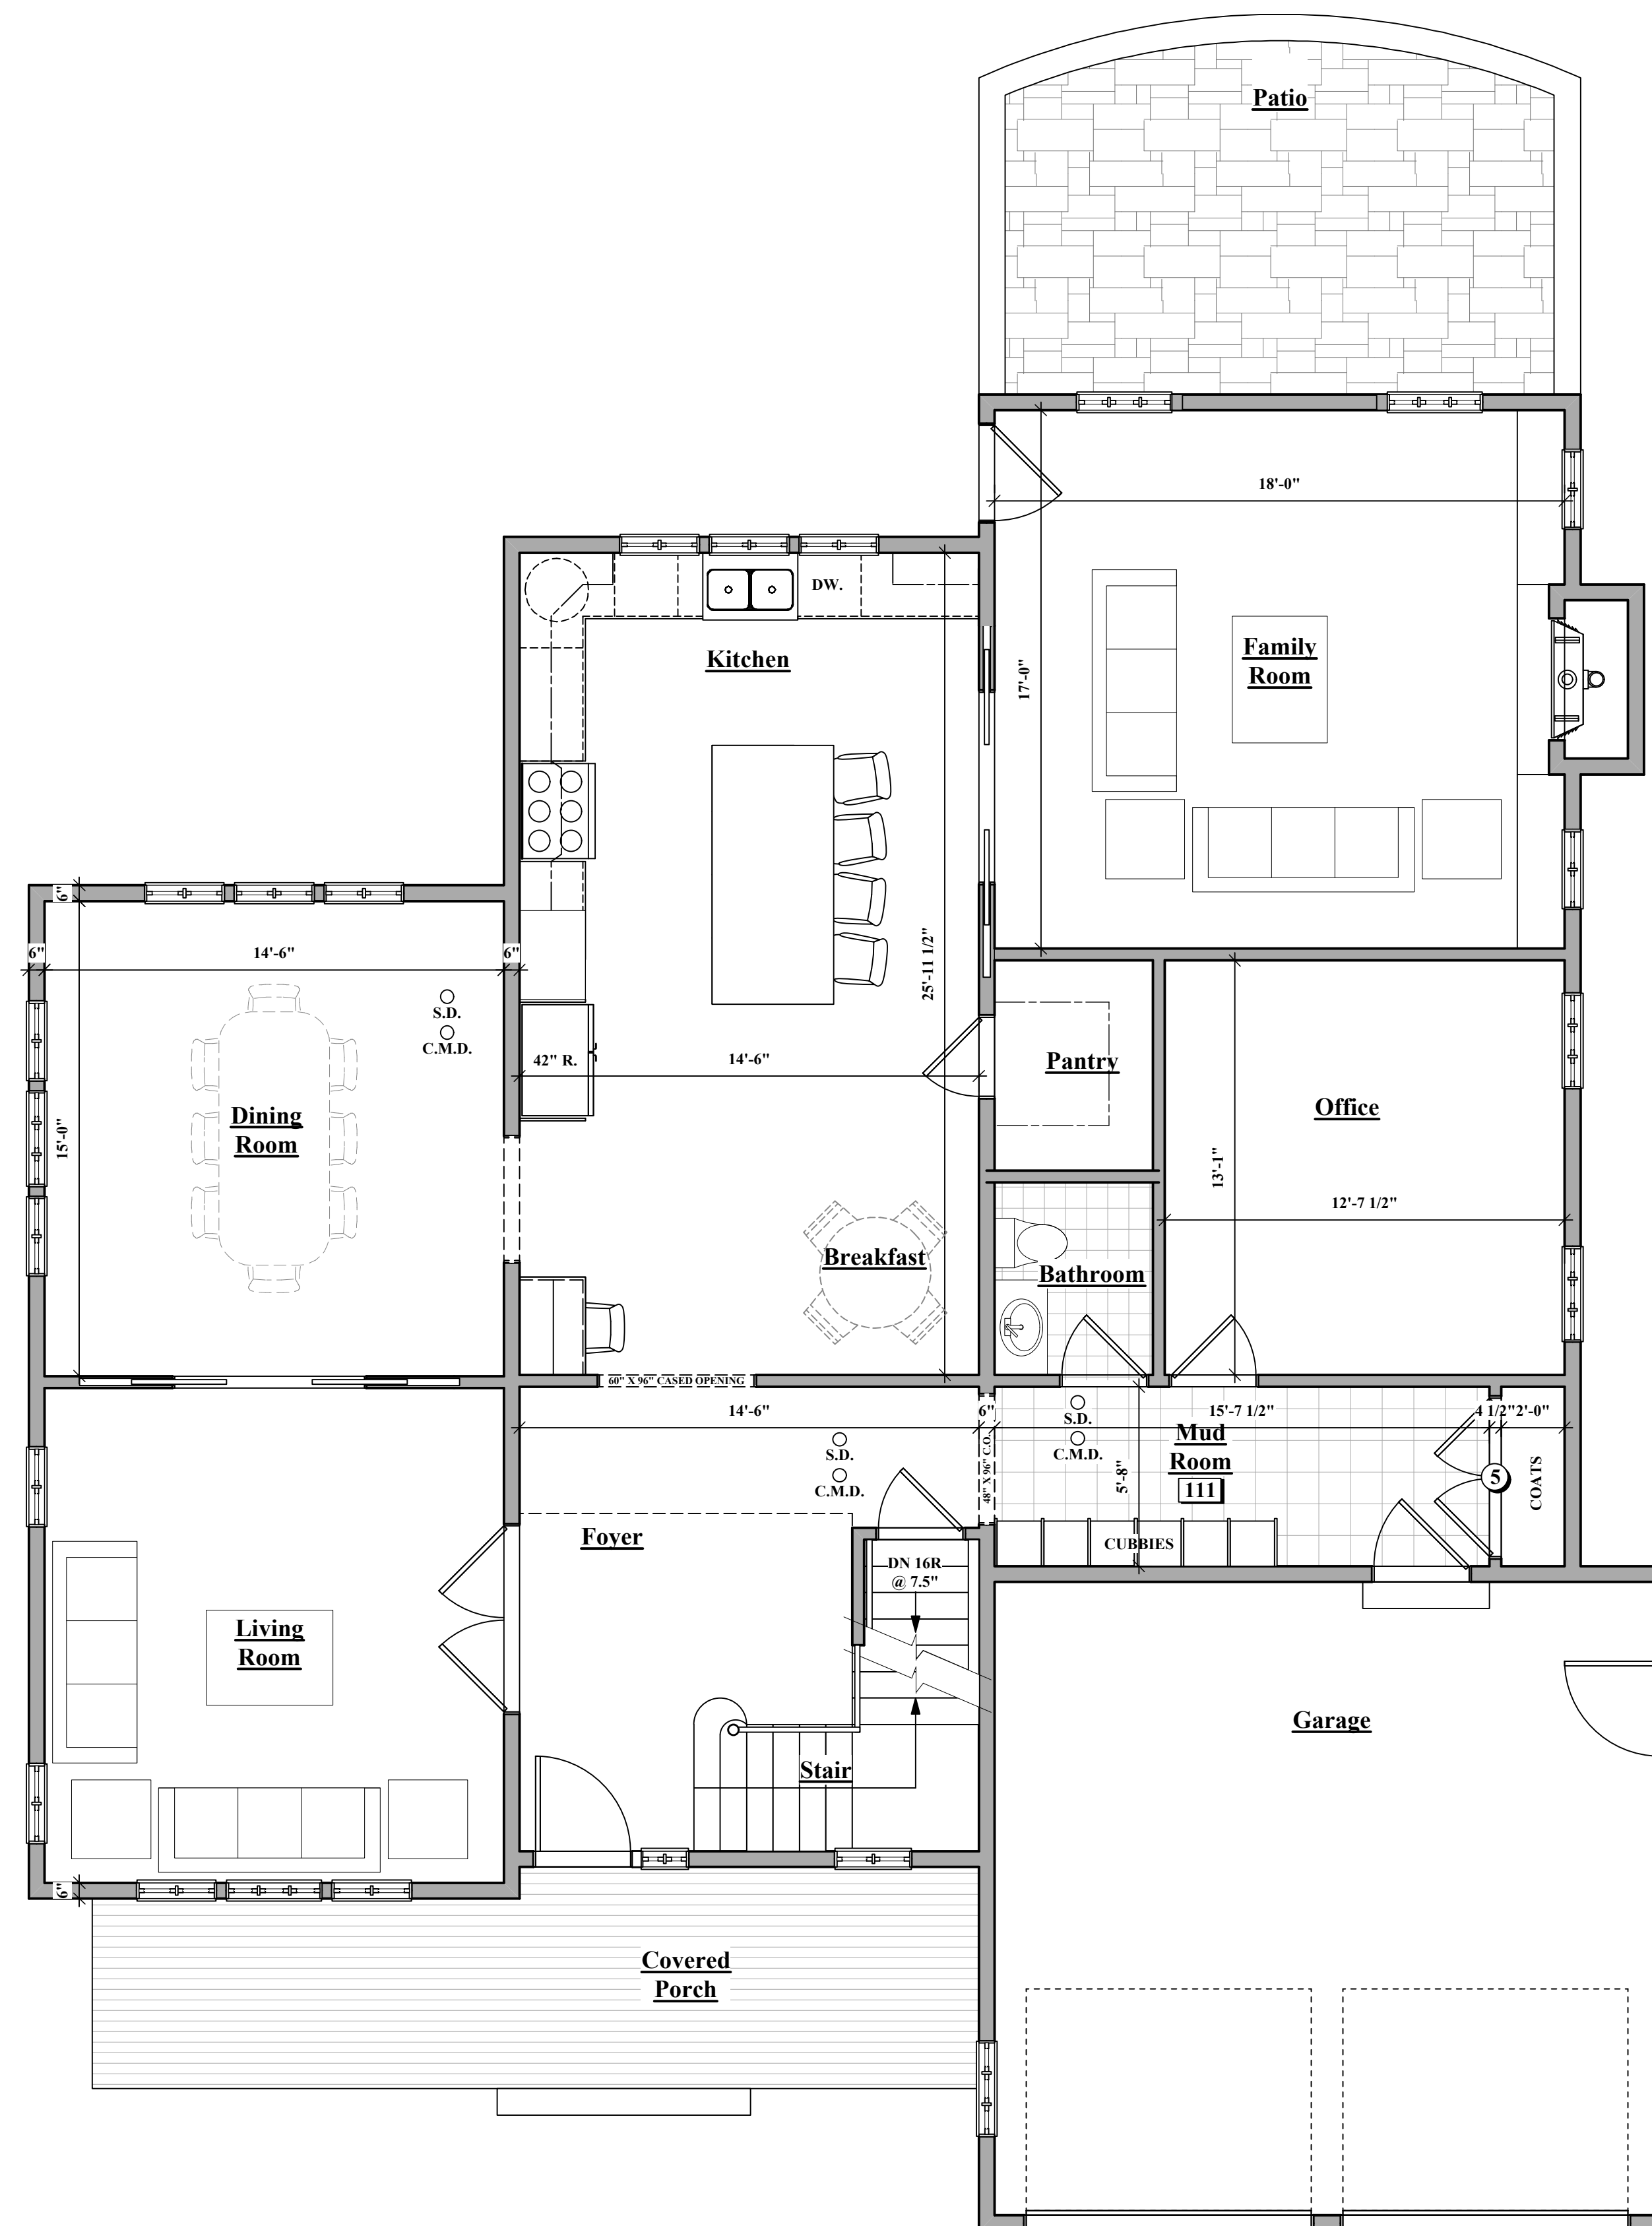 Patio
18'-0"
DW.
Kitchen
Family
Room
17'-0"
6"
6"
14'-6"
6"
25'-11 1/2"
S.D.
C.M.D.
42" R.
14'-6"
Pantry
Dining
Room
15'-0"
Office
13'-1"
12'-7 1/2"
Breakfast
Bathroom
60" X 96" CASED OPENING
14'-6"
6"
15'-7 1/2"
4 1/2"
2'-0"
S.D.
C.M.D.
S.D.
C.M.D.
48" X 96" C.O.
5'-8"
Mud
Room
111
5
COATS
CUBBIES
Foyer
DN 16R
@ 7.5"
Living
Room
Stair
Garage
6"
Covered
Porch